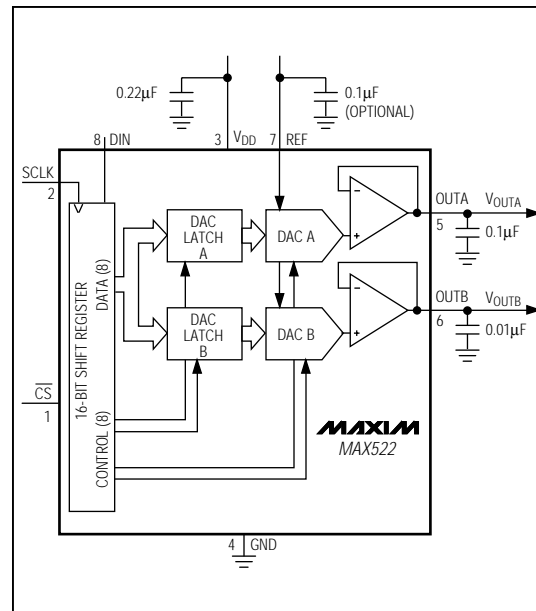 0.22µF
0.1µF
(OPTIONAL)
8 DIN
3 VDD
7 REF
SCLK
2
16-BIT SHIFT REGISTER
DATA (8)
CONTROL (8)
DAC
LATCH
A
DAC A
−
+
OUTA
5
VOUTA
0.1µF
DAC
LATCH
B
DAC B
−
+
OUTB
6
VOUTB
0.01µF
CS
1
MAXIM
MAX522
4 GND